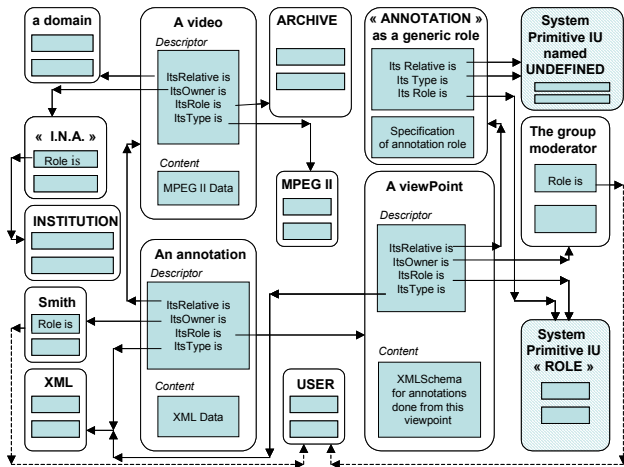 a domain
A video
Descriptor
ItsRelative is
ItsOwner is
ItsRole is
ItsType is
Content
MPEG II Data
ARCHIVE
« ANNOTATION »
as a generic role
Its Relative is
Its Type is
Its Role is
Specification
of annotation role
System
Primitive IU
named
UNDEFINED
« I.N.A. »
Role is
INSTITUTION
MPEG II
A viewPoint
Descriptor
ItsRelative is
ItsOwner is
ItsRole is
ItsType is
Content
XMLSchema
for annotations
done from this
viewpoint
The group
moderator
Role is
An annotation
Descriptor
ItsRelative is
ItsOwner is
ItsRole is
ItsType is
Content
XML Data
Smith
Role is
XML
USER
System
Primitive IU
« ROLE »